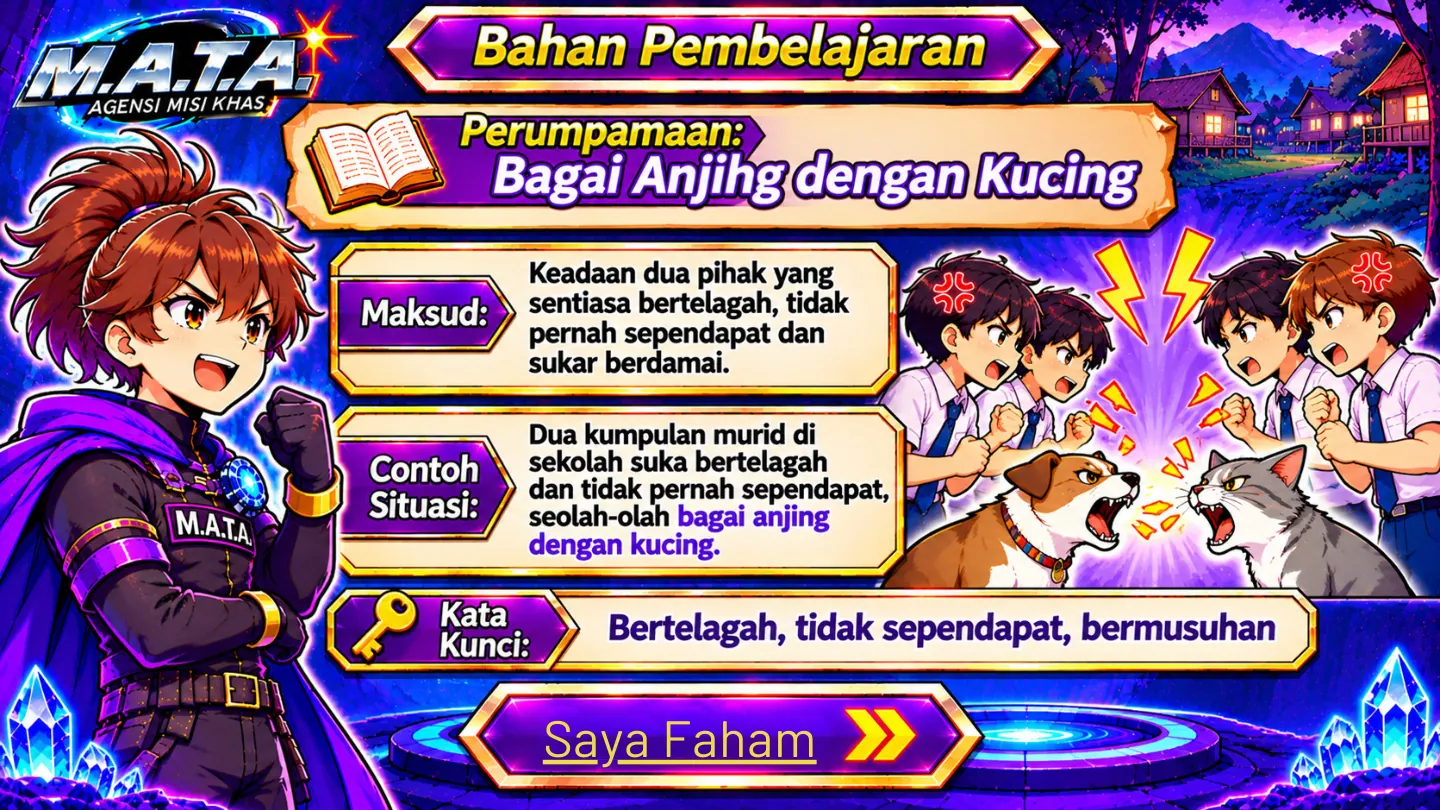 M.A.T.A.
AGENSI MISI KHAS
Bahan Pembelajaran
Perumpamaan:
Bagai Anjihg dengan Kucing
Maksud:
Keadaan dua pihak yang
sentiasa bertelagah, tidak
pernah sependapat dan
sukar berdamai.
Contoh
Situasi:
Dua kumpulan murid di
sekolah suka bertelagah
dan tidak pernah sependapat,
seolah-olah bagai anjing
dengan kucing.
M.A.T.A.
Kata
Kunci:
Bertelagah, tidak sependapat, bermusuhan
Saya Faham